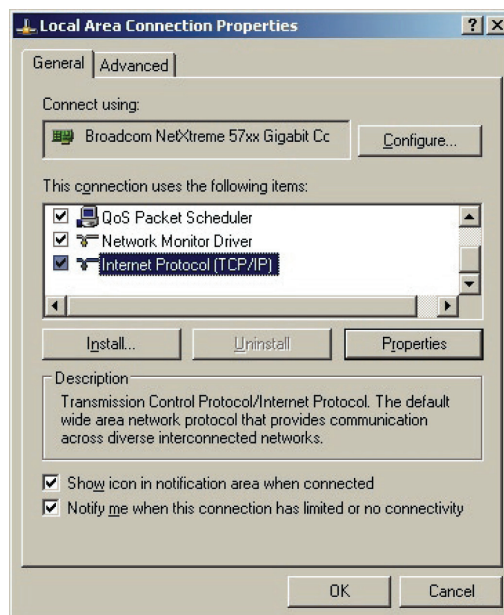 Local Area Connection Properties
General
Advanced
Connect using:
Broadcom NetXtreme 57xx Gigabit Cc
Configure...
This connection uses the following items:
QoS Packet Scheduler
Network Monitor Driver
Internet Protocol (TCP/IP)
Install...
Uninstall
Properties
Description
Transmission Control Protocol/Internet Protocol. The default
wide area network protocol that provides communication
across diverse interconnected networks.
Show icon in notification area when connected
Notify me when this connection has limited or no connectivity
OK
Cancel